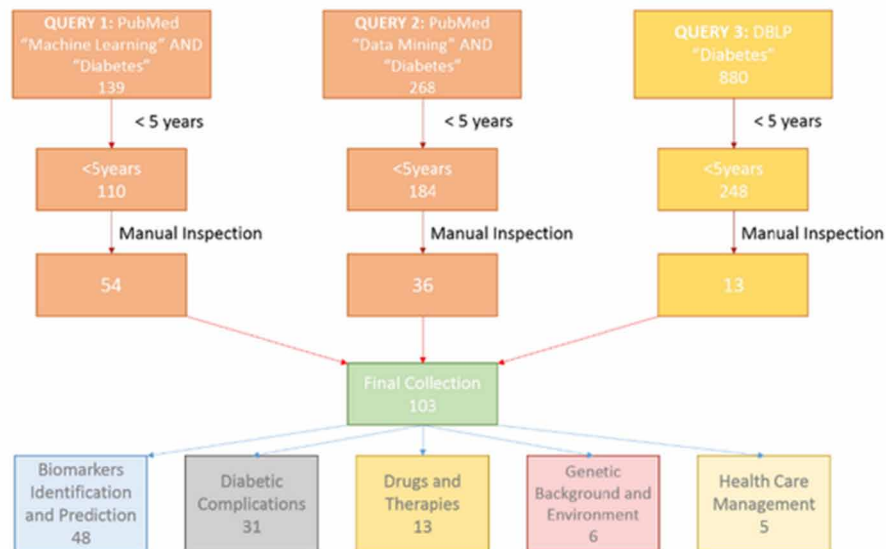 QUERY 1: PubMed
“Machine Learning” AND
“Diabetes”
139
QUERY 2: PubMed
“Data Mining” AND
“Diabetes”
268
QUERY 3: DBLP
“Diabetes”
880
< 5 years
< 5 years
< 5 years
<5years
110
<5years
184
<5years
248
Manual Inspection
Manual Inspection
Manual Inspection
54
36
13
Final Collection
103
Biomarkers
Identification
and Prediction
48
Diabetic
Complications
31
Drugs and
Therapies
13
Genetic
Background and
Environment
6
Health Care
Management
5